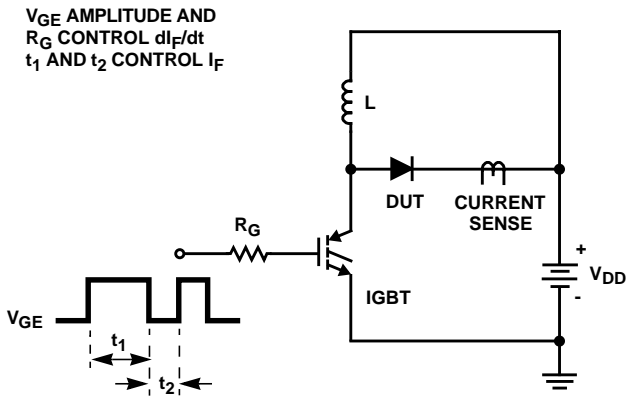 VGE AMPLITUDE AND
RG CONTROL dIF/dt
t1 AND t2 CONTROL IF
L
DUT
CURRENT
SENSE
RG
+
VDD
-
IGBT
VGE
t1
t2